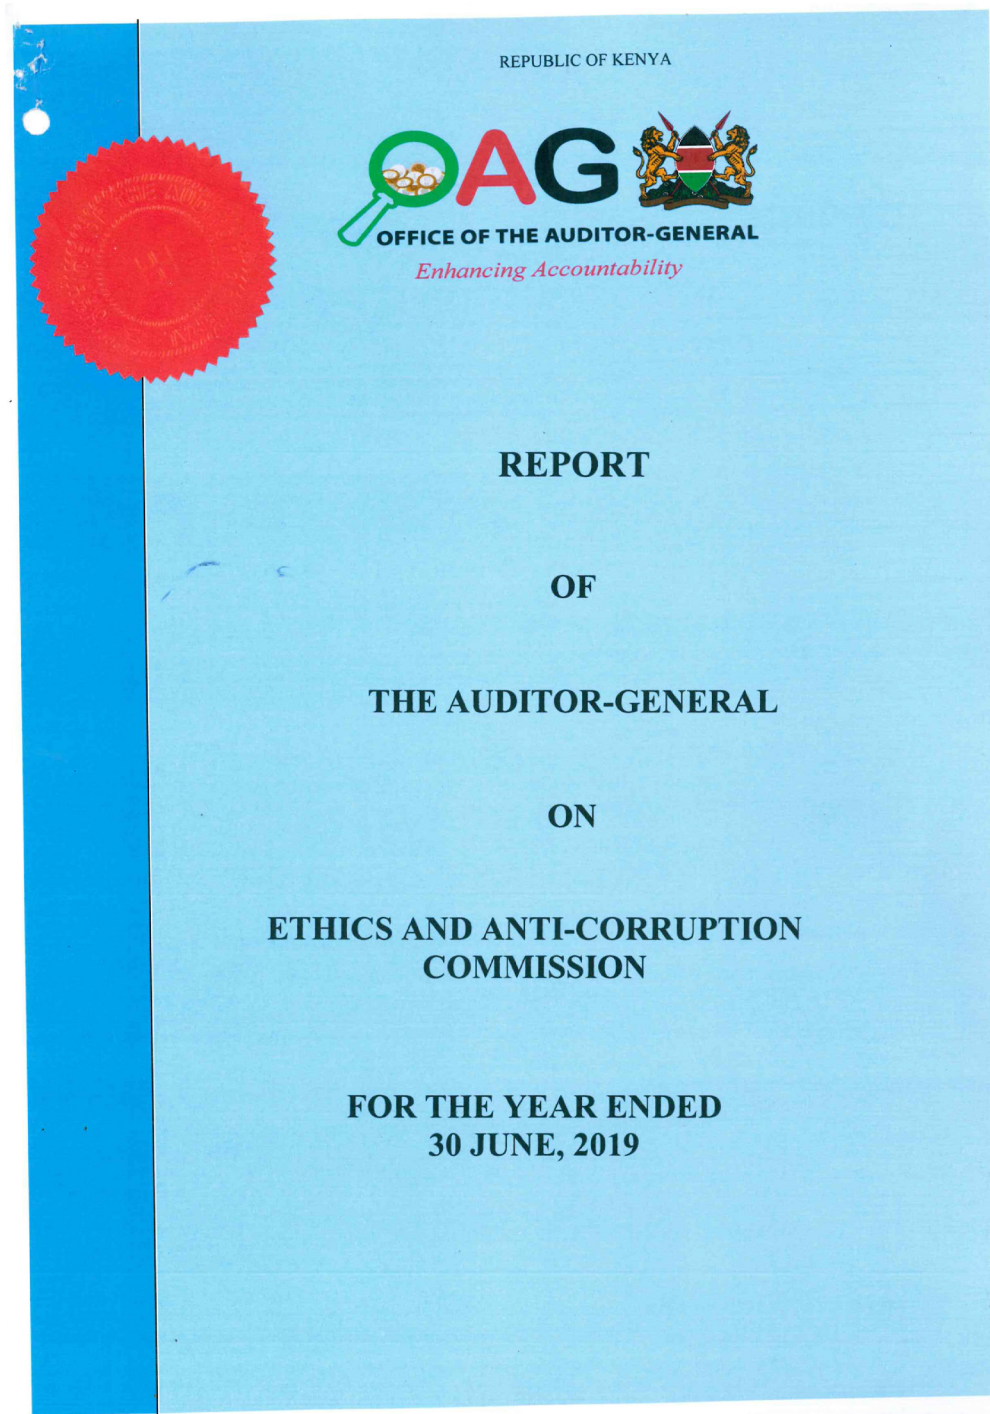 REPUBLIC OF KENYA
OAG
OFFICE OF THE AUDITOR-GENERAL
Enhancing Accountability
REPORT
OF
THE AUDITOR-GENERAL
ON
ETHICS AND ANTI-CORRUPTION
COMMISSION
FOR THE YEAR ENDED
30 JUNE, 2019